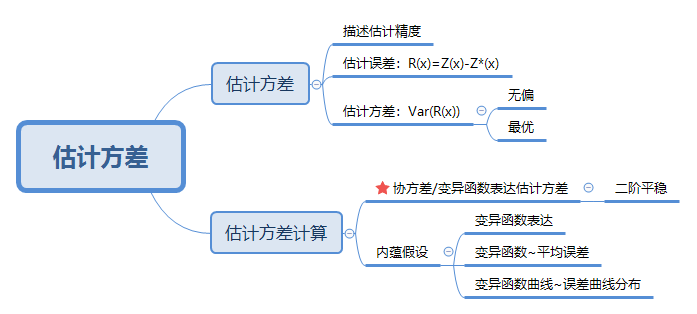 估计方差
估计方差
描述估计精度
估计误差：R(x)=Z(x)-Z*(x)
估计方差：Var(R(x))
无偏
最优
估计方差计算
协方差/变异函数表达估计方差
二阶平稳
内蕴假设
变异函数表达
变异函数~平均误差
变异函数曲线~误差曲线分布